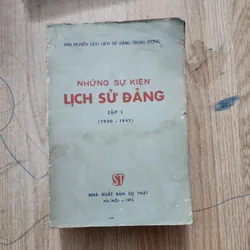 BAN NGHIÊN CỨU LỊCH SỬ ĐẢNG TRUNG ƯƠNG
NHỮNG SỰ KIỆN
LỊCH SỬ ĐẢNG
TẬP I
(1920 - 1945)
ST
NHÀ XUẤT BẢN SỰ THẬT
HÀ-NỘI - 1976